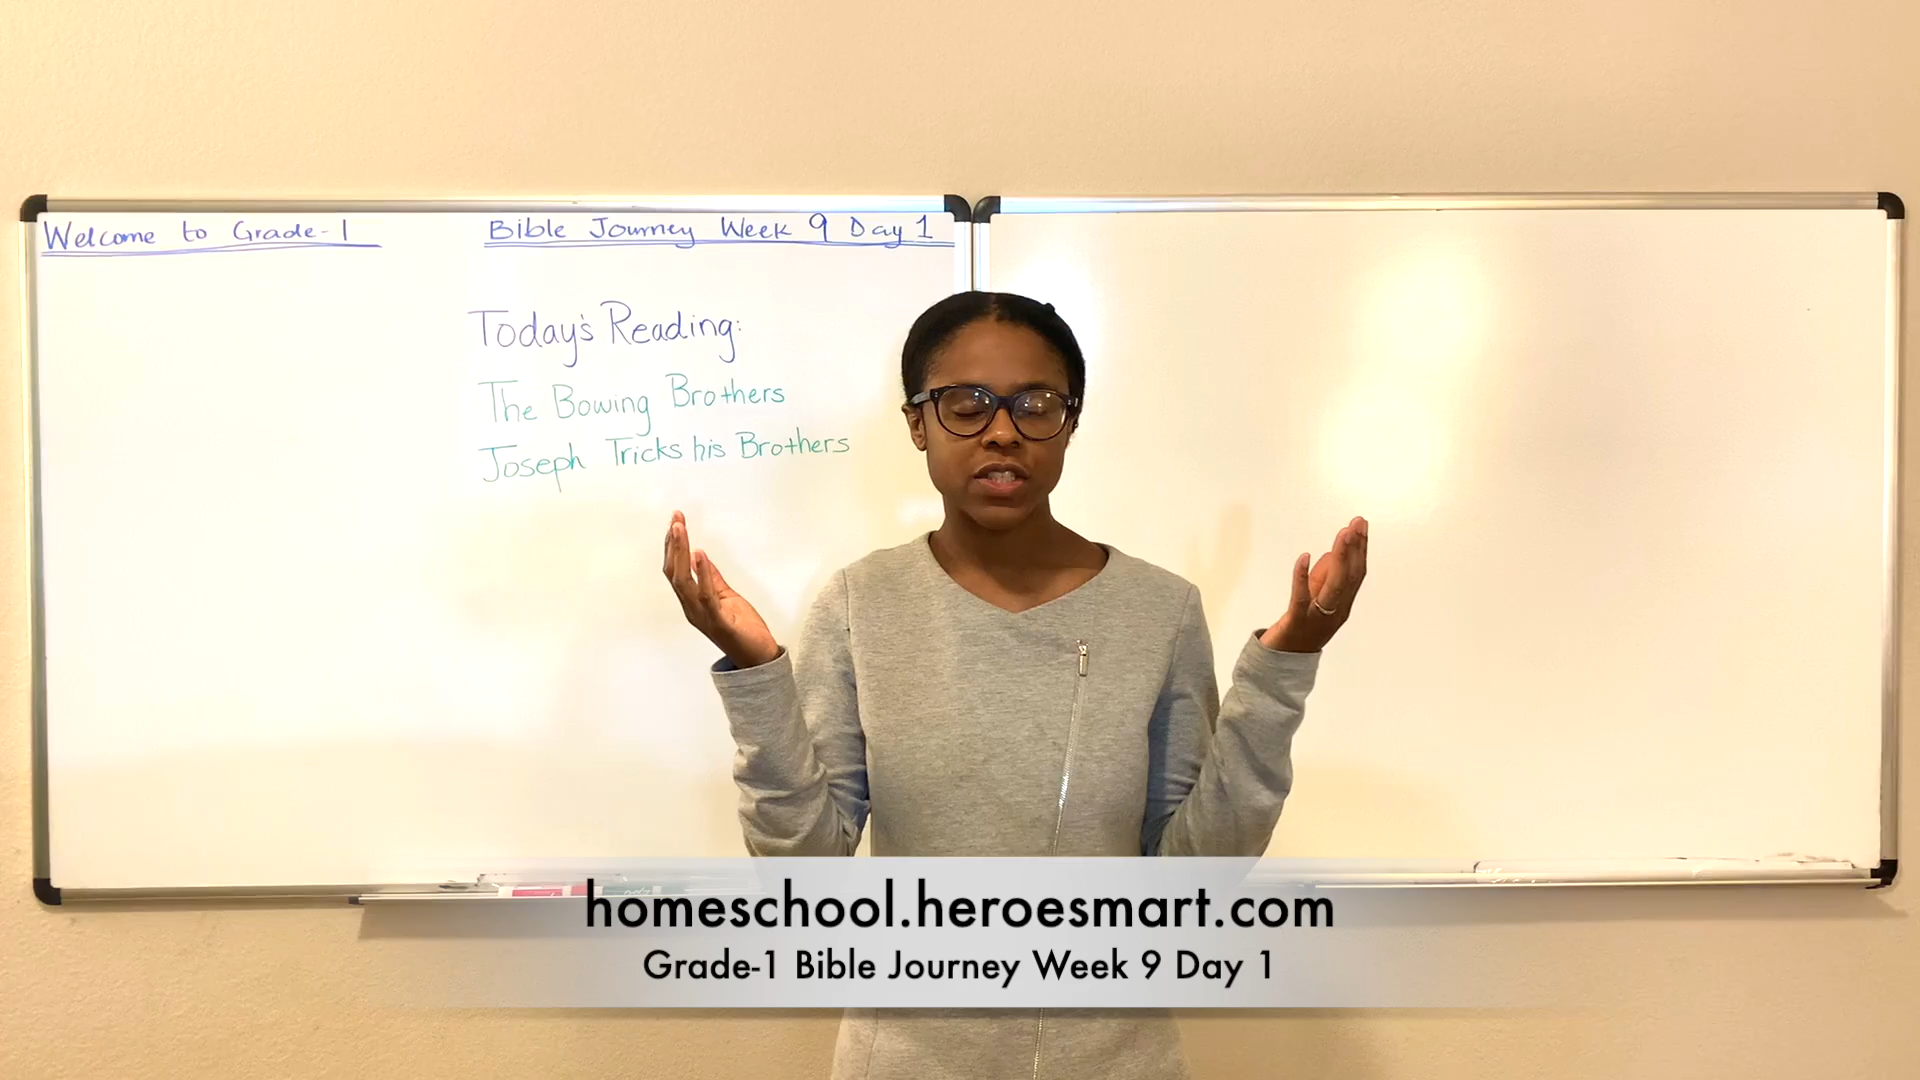 Welcome to Grade-1
Bible Journey Week 9 Day 1
Today's Reading:
The Bowing Brothers
Joseph Tricks his Brothers
homeschool.heroesmart.com
Grade-1 Bible Journey Week 9 Day 1